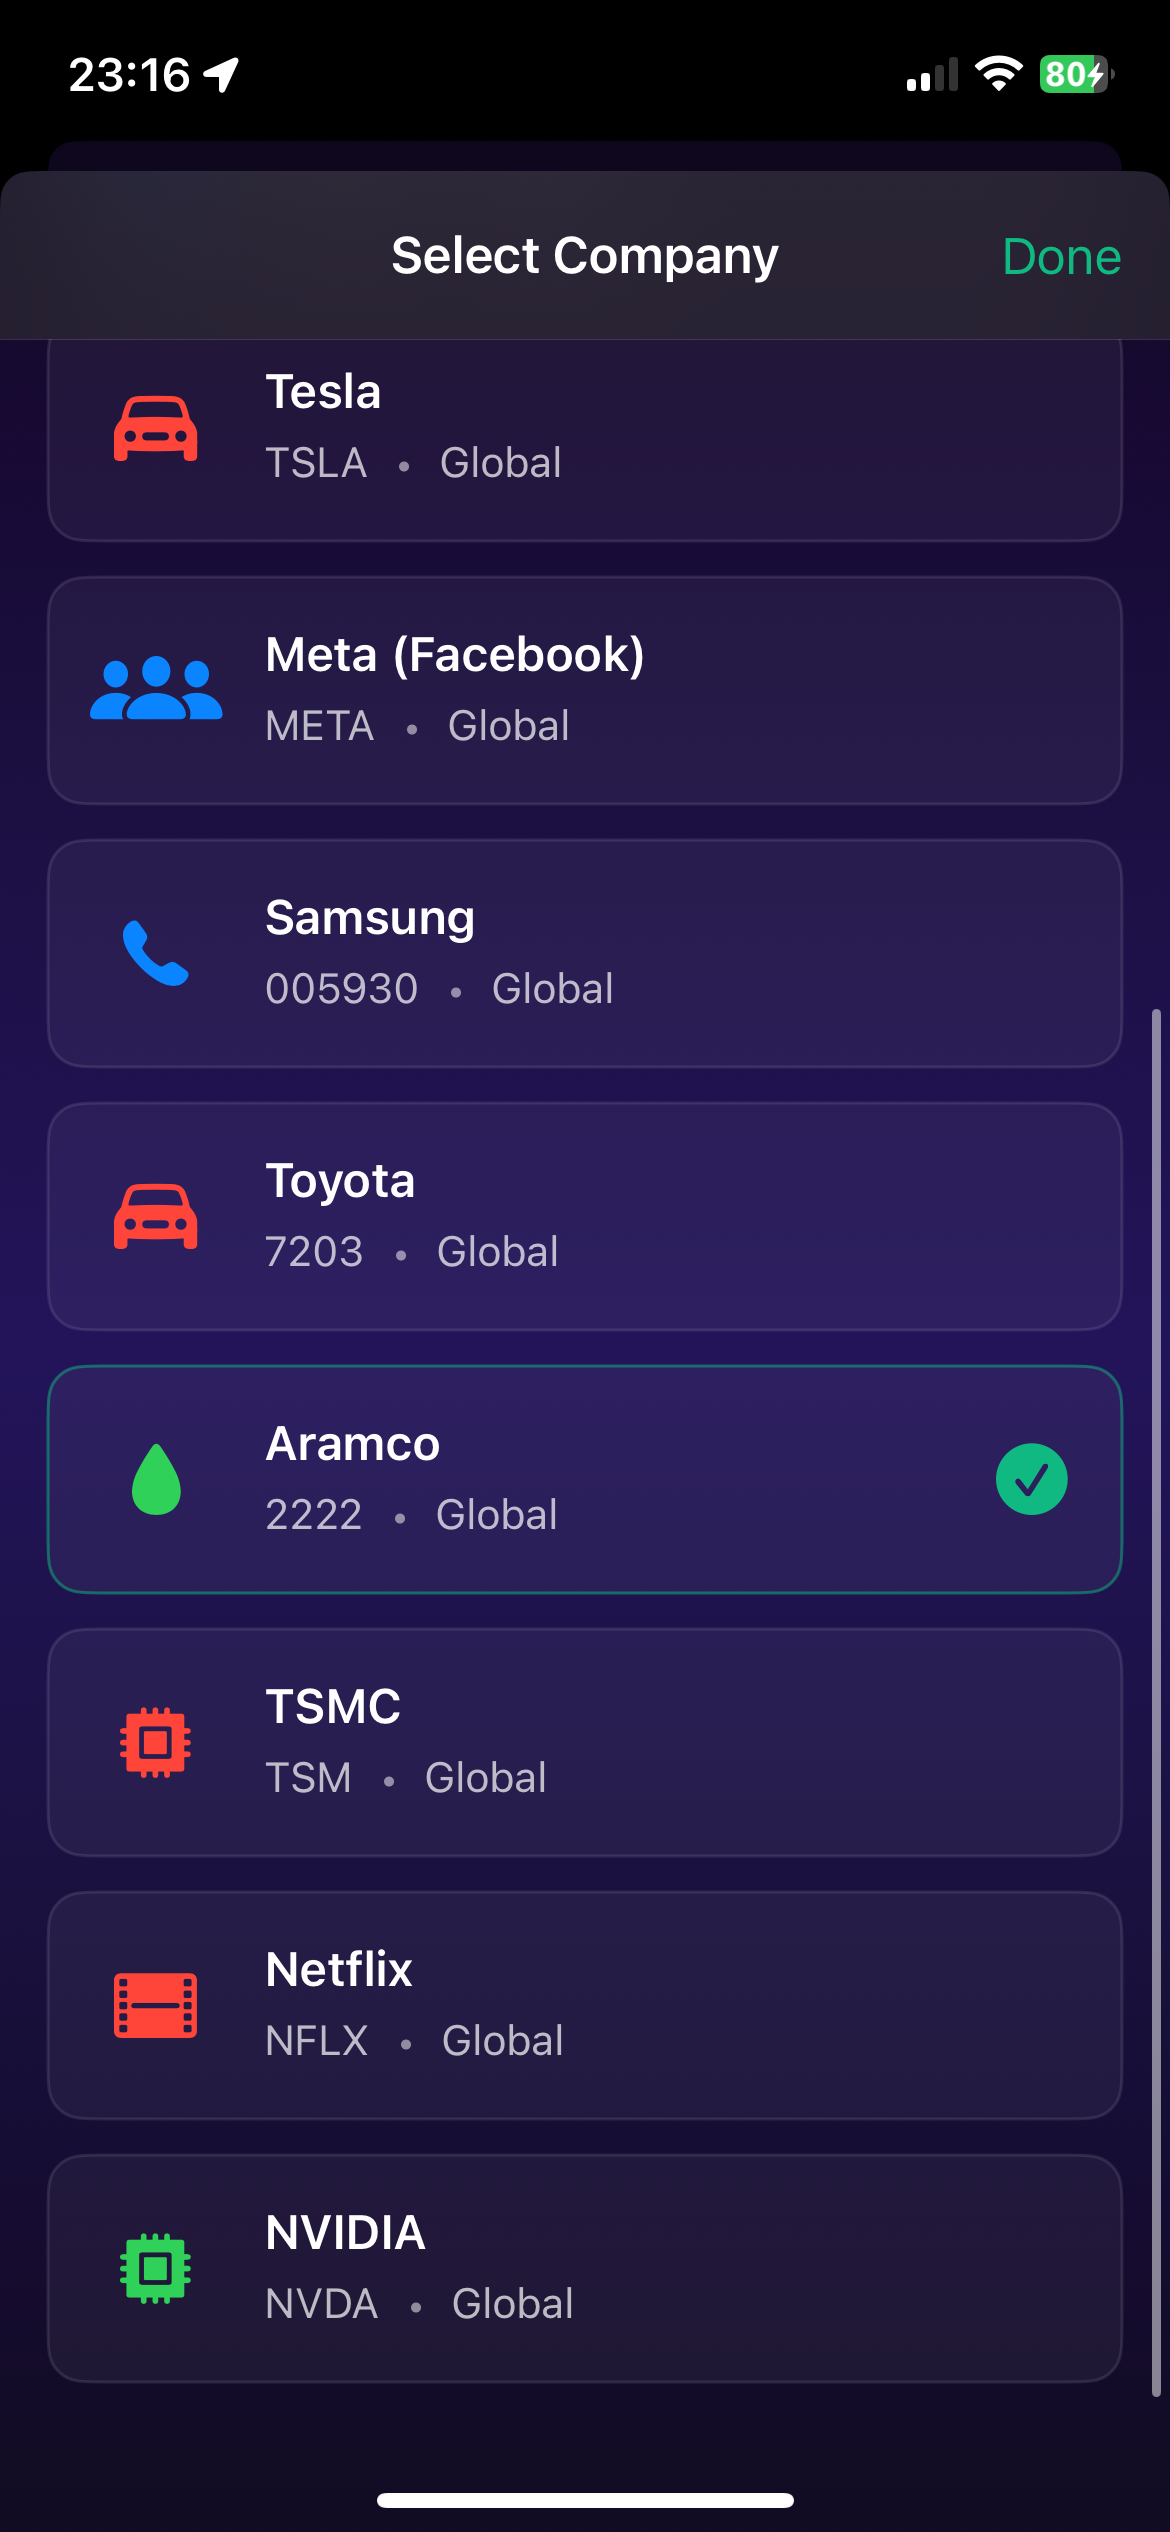 23:16
80
Select Company
Done
Tesla
TSLA • Global
Meta (Facebook)
META • Global
Samsung
005930 • Global
Toyota
7203 • Global
Aramco
2222 • Global
TSMC
TSM • Global
Netflix
NFLX • Global
NVIDIA
NVDA • Global